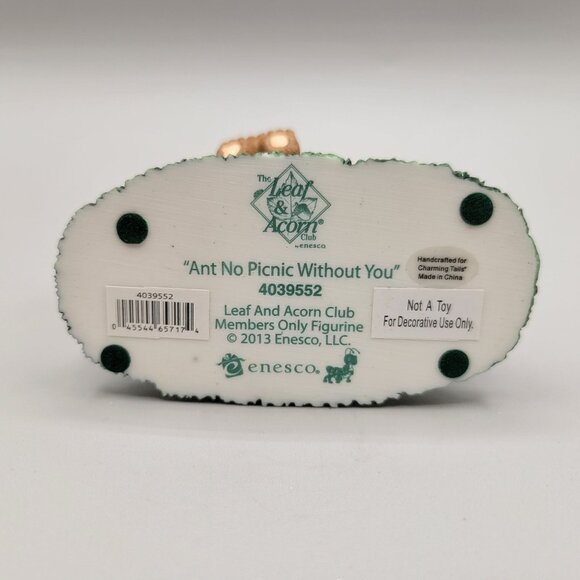 The
Leaf
& Acorn®
Club
by enesco
"Ant No Picnic Without You"
4039552
Leaf And Acorn Club
Members Only Figurine
© 2013 Enesco, LLC.
enesco®
4039552
0 45544 65717 4
Handcrafted for
Charming Tails®
Made in China
Not A Toy
For Decorative Use Only.